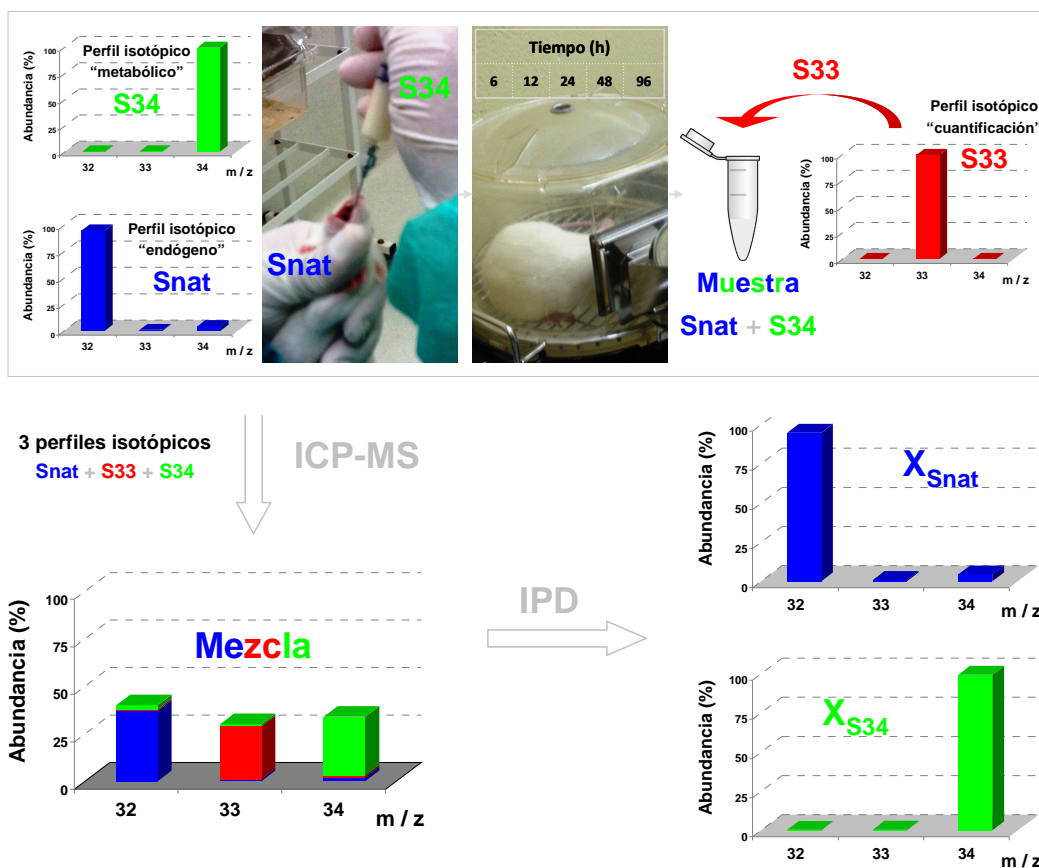 Perfil isotópico
“metabólico”
S34
Abundancia (%)
100
75
50
25
0
32 33 34 m / z
Perfil isotópico
“endógeno”
Snat
Abundancia (%)
100
75
50
25
0
32 33 34 m / z
S34
Snat
Tiempo (h)
6 12 24 48 96
S33
Muestra
Snat + S34
Perfil isotópico
“cuantificación”
S33
Abundancia (%)
100
75
50
25
0
32 33 34 m / z
3 perfiles isotópicos
Snat + S33 + S34
ICP-MS
Mezcla
Abundancia (%)
100
75
50
25
0
32 33 34 m / z
IPD
XSnat
Abundancia (%)
100
75
50
25
0
32 33 34 m / z
XS34
Abundancia (%)
100
75
50
25
0
32 33 34 m / z